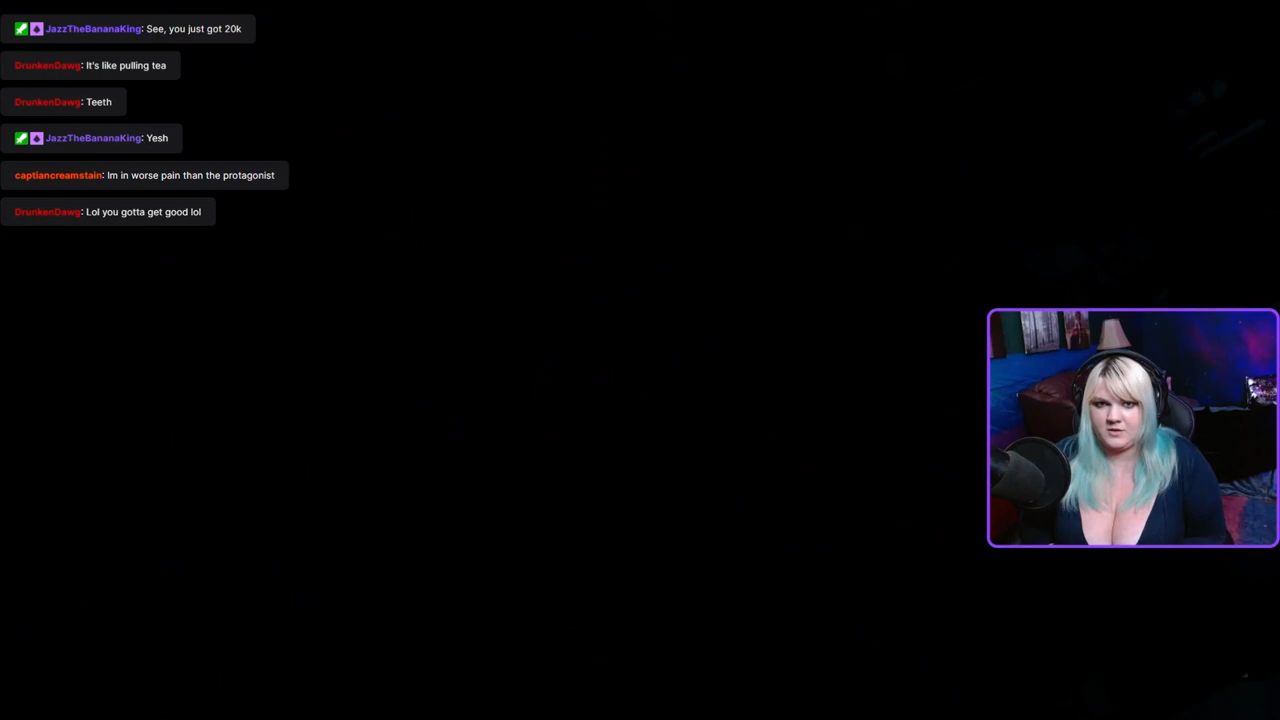 JazzTheBananaKing: See, you just got 20k
DrunkenDawg: It's like pulling tea
DrunkenDawg: Teeth
JazzTheBananaKing: Yesh
captiancreamstain: Im in worse pain than the protagonist
DrunkenDawg: Lol you gotta get good lol